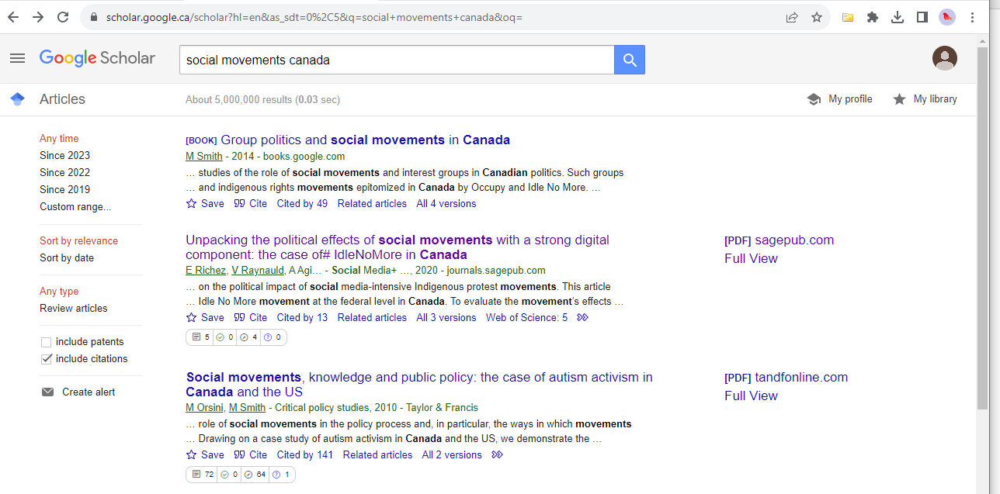 scholar.google.ca/scholar?hl=en&as_sdt=0%2C5&q=social+movements+canada&oq=
Google Scholar
social movements canada
Articles
About 5,000,000 results (0.03 sec)
My profile
My library
Any time
Since 2023
Since 2022
Since 2019
Custom range...
Sort by relevance
Sort by date
Any type
Review articles
include patents
include citations
Create alert
[BOOK] Group politics and social movements in Canada
M Smith - 2014 - books.google.com
… studies of the role of social movements and interest groups in Canadian politics. Such groups
… and indigenous rights movements epitomized in Canada by Occupy and Idle No More. …
Save Cite Cited by 49 Related articles All 4 versions
Unpacking the political effects of social movements with a strong digital
component: the case of# IdleNoMore in Canada
E Richez, V Raynauld, A Agi… - Social Media+ …, 2020 - journals.sagepub.com
… on the political impact of social media-intensive Indigenous protest movements. This article
… Idle No More movement at the federal level in Canada. To evaluate the movement's effects …
Save Cite Cited by 13 Related articles All 3 versions Web of Science: 5
5 0 4 0
[PDF] sagepub.com
Full View
Social movements, knowledge and public policy: the case of autism activism in
Canada and the US
M Orsini, M Smith - Critical policy studies, 2010 - Taylor & Francis
… role of social movements in the policy process and, in particular, the ways in which movements
… Drawing on a case study of autism activism in Canada and the US, we demonstrate the …
Save Cite Cited by 141 Related articles All 2 versions
72 0 64 1
[PDF] tandfonline.com
Full View